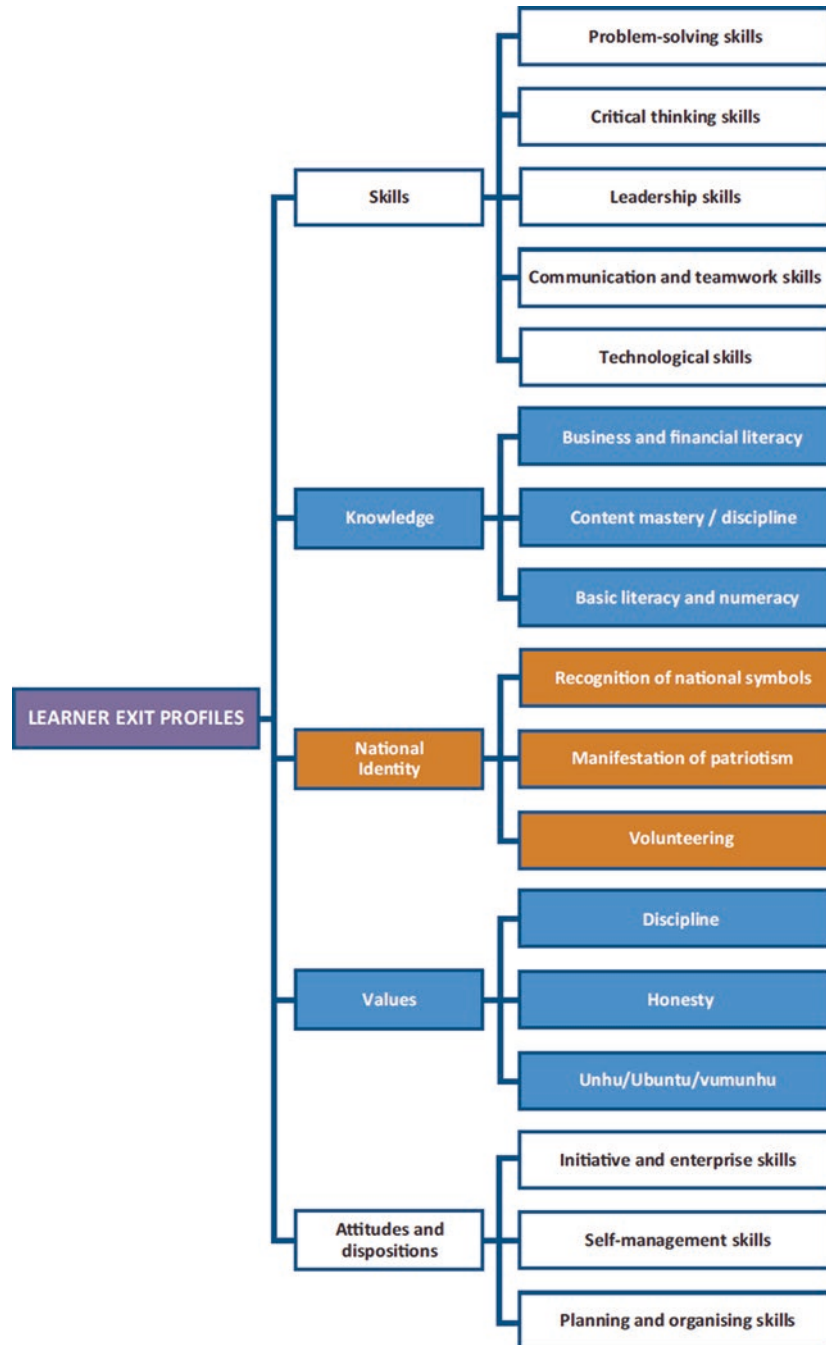 Problem-solving skills
Critical thinking skills
Skills
Leadership skills
Communication and teamwork skills
Technological skills
Business and financial literacy
Knowledge
Content mastery / discipline
Basic literacy and numeracy
LEARNER EXIT PROFILES
Recognition of national symbols
National
Identity
Manifestation of patriotism
Volunteering
Discipline
Values
Honesty
Unhu/Ubuntu/vumunhu
Initiative and enterprise skills
Attitudes and
dispositions
Self-management skills
Planning and organising skills